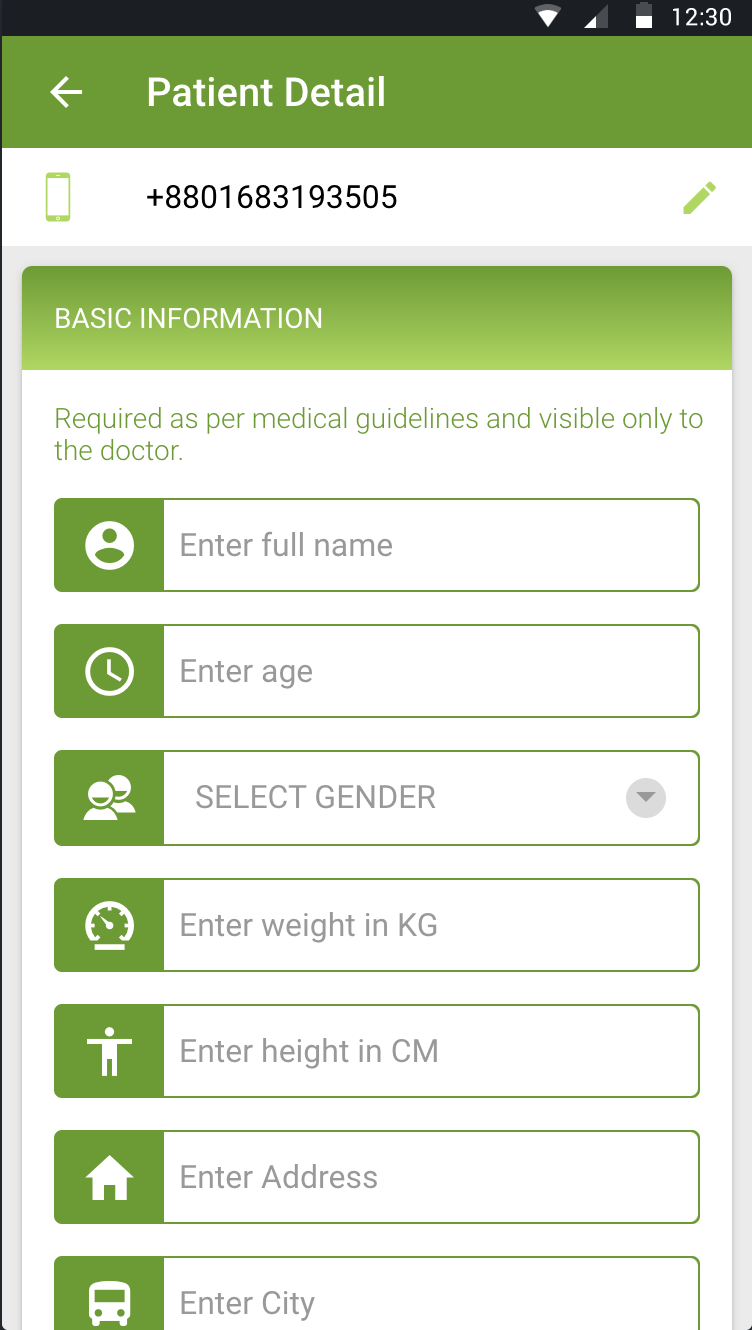 12:30
Patient Detail
+8801683193505
BASIC INFORMATION
Required as per medical guidelines and visible only to
the doctor.
Enter full name
Enter age
SELECT GENDER
Enter weight in KG
Enter height in CM
Enter Address
Enter City